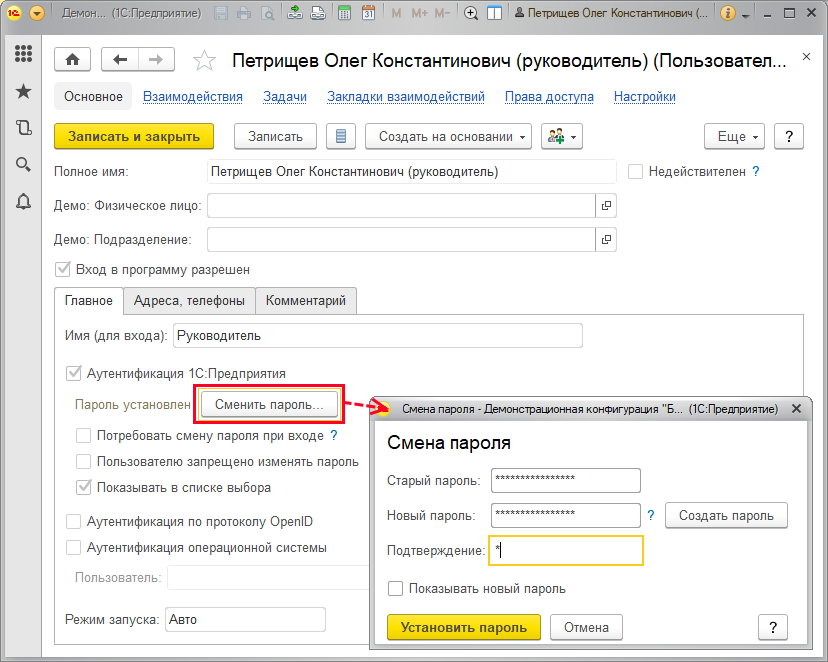 1С Демон... (1С:Предприятие) 31 M M+ M- Петрищев Олег Константинович (руководитель) (...
Петрищев Олег Константинович (руководитель) (Пользовател...
Основное Взаимодействия Задачи Закладки взаимодействий Права доступа Настройки
Записать и закрыть Записать Создать на основании Еще ?
Полное имя: Петрищев Олег Константинович (руководитель) Недействителен ?
Демо: Физическое лицо:
Демо: Подразделение:
Вход в программу разрешен
Главное Адреса, телефоны Комментарий
Имя (для входа): Руководитель
Аутентификация 1С:Предприятия
Пароль установлен Сменить пароль...
Потребовать смену пароля при входе ?
Пользователю запрещено изменять пароль
Показывать в списке выбора
Аутентификация по протоколу OpenID
Аутентификация операционной системы
Пользователь:
Режим запуска: Авто
Смена пароля - Демонстрационная конфигурация "Б... (1С:Предприятие)
Смена пароля
Старый пароль: ****************
Новый пароль: **************** ? Создать пароль
Подтверждение: *
Показывать новый пароль
Установить пароль Отмена ?